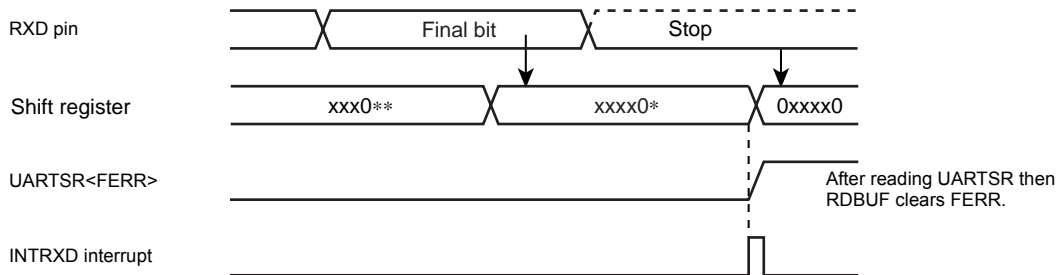 RXD pin
Final bit
Stop
Shift register
xxx0**
xxxx0*
0xxxx0
UARTSR<FERR>
After reading UARTSR then
RDBUF clears FERR.
INTRXD interrupt